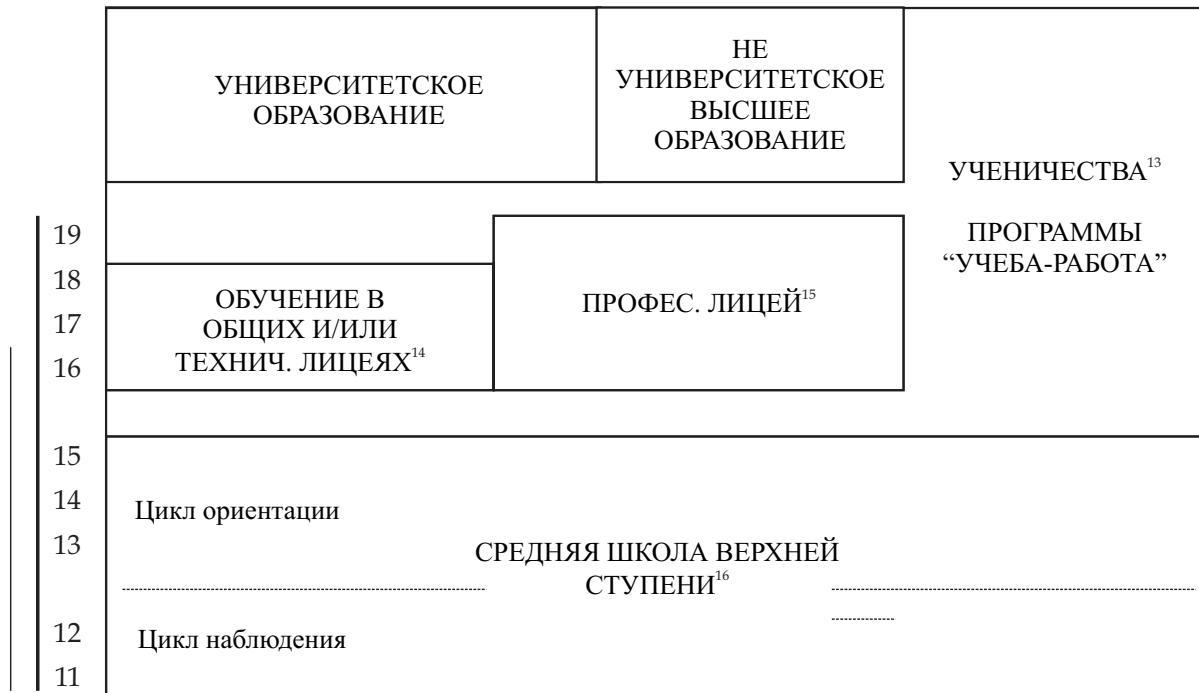 УНИВЕРСИТЕТСКОЕ
ОБРАЗОВАНИЕ
НЕ
УНИВЕРСИТЕТСКОЕ
ВЫСШЕЕ
ОБРАЗОВАНИЕ
УЧЕНИЧЕСТВА13
ПРОГРАММЫ
“УЧЕБА-РАБОТА”
19
18
17
16
ОБУЧЕНИЕ В
ОБЩИХ И/ИЛИ
ТЕХНИЧ. ЛИЦЕЯХ14
ПРОФЕС. ЛИЦЕЙ15
15
14
13
Цикл ориентации
СРЕДНЯЯ ШКОЛА ВЕРХНЕЙ
СТУПЕНИ16
12
11
Цикл наблюдения